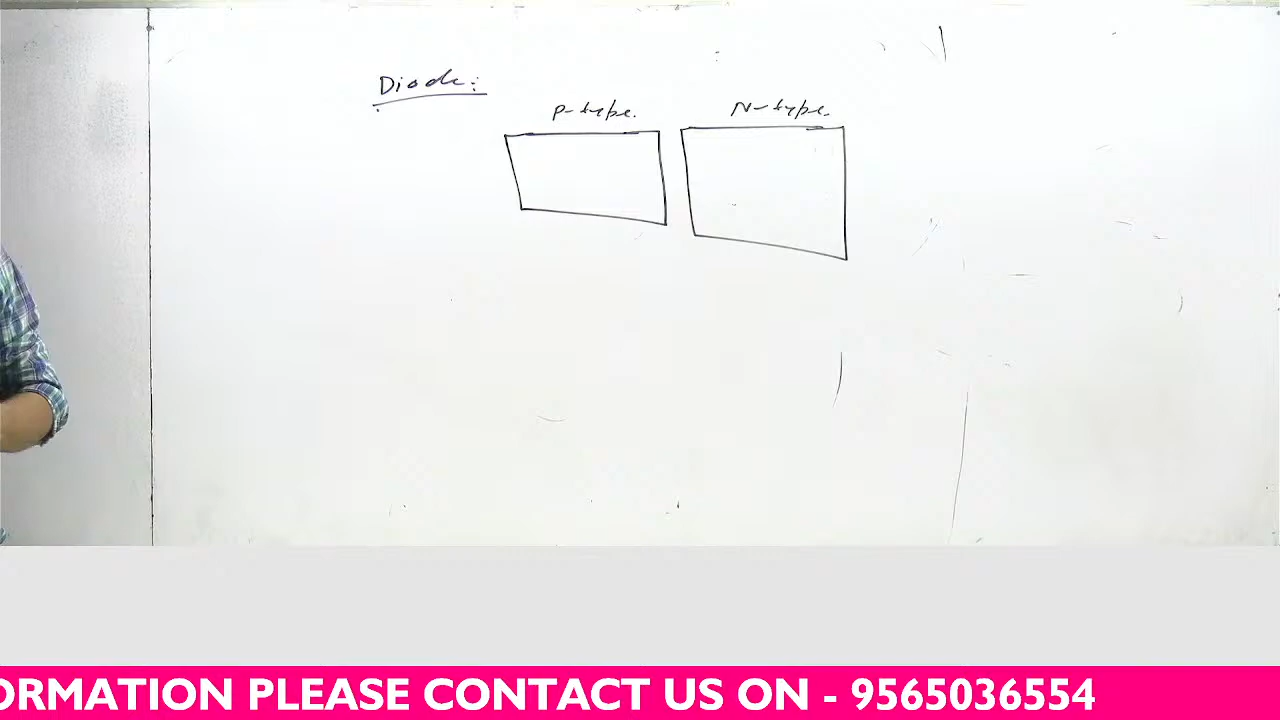 Diode:
P-type.
N-type.
ORMATION PLEASE CONTACT US ON - 9565036554